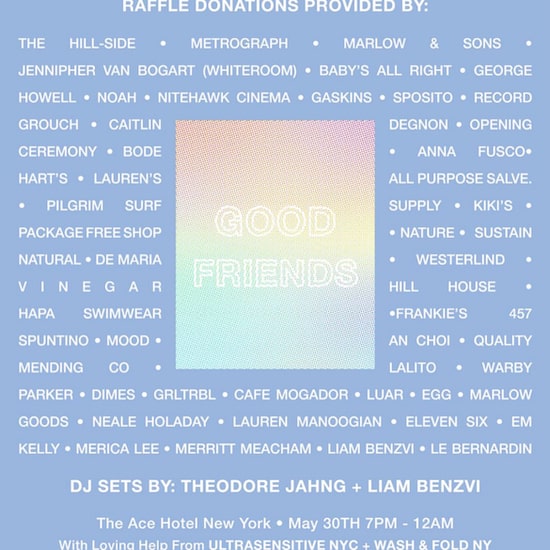 RAFFLE DONATIONS PROVIDED BY:
THE HILL-SIDE • METROGRAPH • MARLOW & SONS •
JENNIPHER VAN BOGART (WHITEROOM) • BABY'S ALL RIGHT • GEORGE
HOWELL • NOAH • NITEHAWK CINEMA • GASKINS • SPOSITO • RECORD
GROUCH • CAITLIN DEGNON • OPENING
CEREMONY • BODE • ANNA FUSCO•
HART'S • LAUREN'S ALL PURPOSE SALVE.
• PILGRIM SURF SUPPLY • KIKI'S •
PACKAGE FREE SHOP • NATURE • SUSTAIN
NATURAL • DE MARIA • WESTERLIND •
VINEGAR HILL HOUSE •
HAPA SWIMWEAR •FRANKIE'S 457
SPUNTINO • MOOD • AN CHOI • QUALITY
MENDING CO • LALITO • WARBY
GOOD
FRIENDS
PARKER • DIMES • GRLTRBL • CAFE MOGADOR • LUAR • EGG • MARLOW
GOODS • NEALE HOLADAY • LAUREN MANOOGIAN • ELEVEN SIX • EM
KELLY • MERICA LEE • MERRITT MEACHAM • LIAM BENZVI • LE BERNARDIN
DJ SETS BY: THEODORE JAHNG + LIAM BENZVI
The Ace Hotel New York • May 30TH 7PM - 12AM
With Loving Help From ULTRASENSITIVE NYC + WASH & FOLD NY